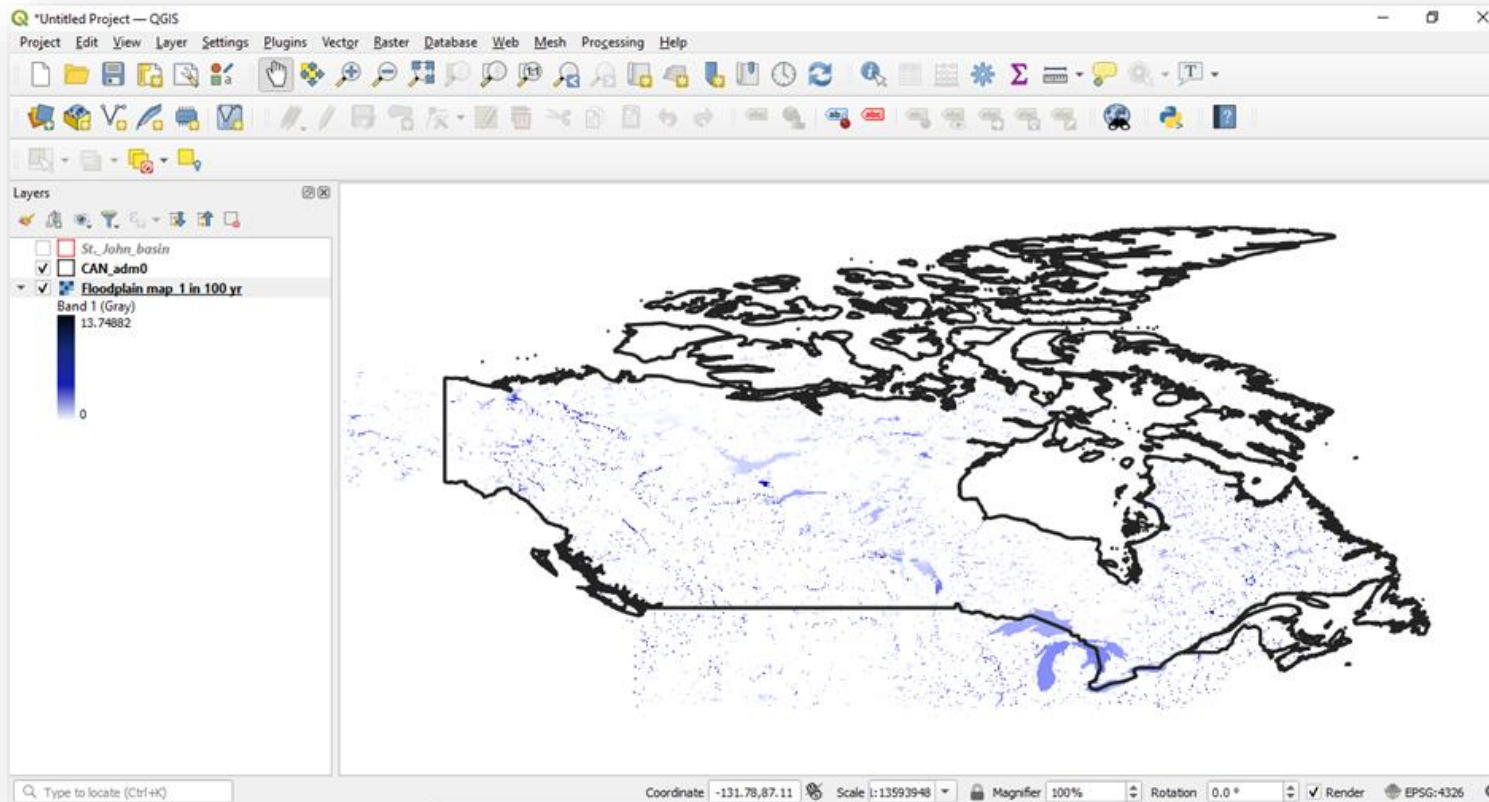 *Untitled Project — QGIS
Project Edit View Layer Settings Plugins Vector Raster Database Web Mesh Processing Help
Layers
St._John_basin
CAN_adm0
Floodplain map_1 in 100 yr
Band 1 (Gray)
13.74882
0
Type to locate (Ctrl+K) Coordinate -131.78,87.11 Scale 1:13593948 Magnifier 100% Rotation 0.0 ° Render EPSG:4326